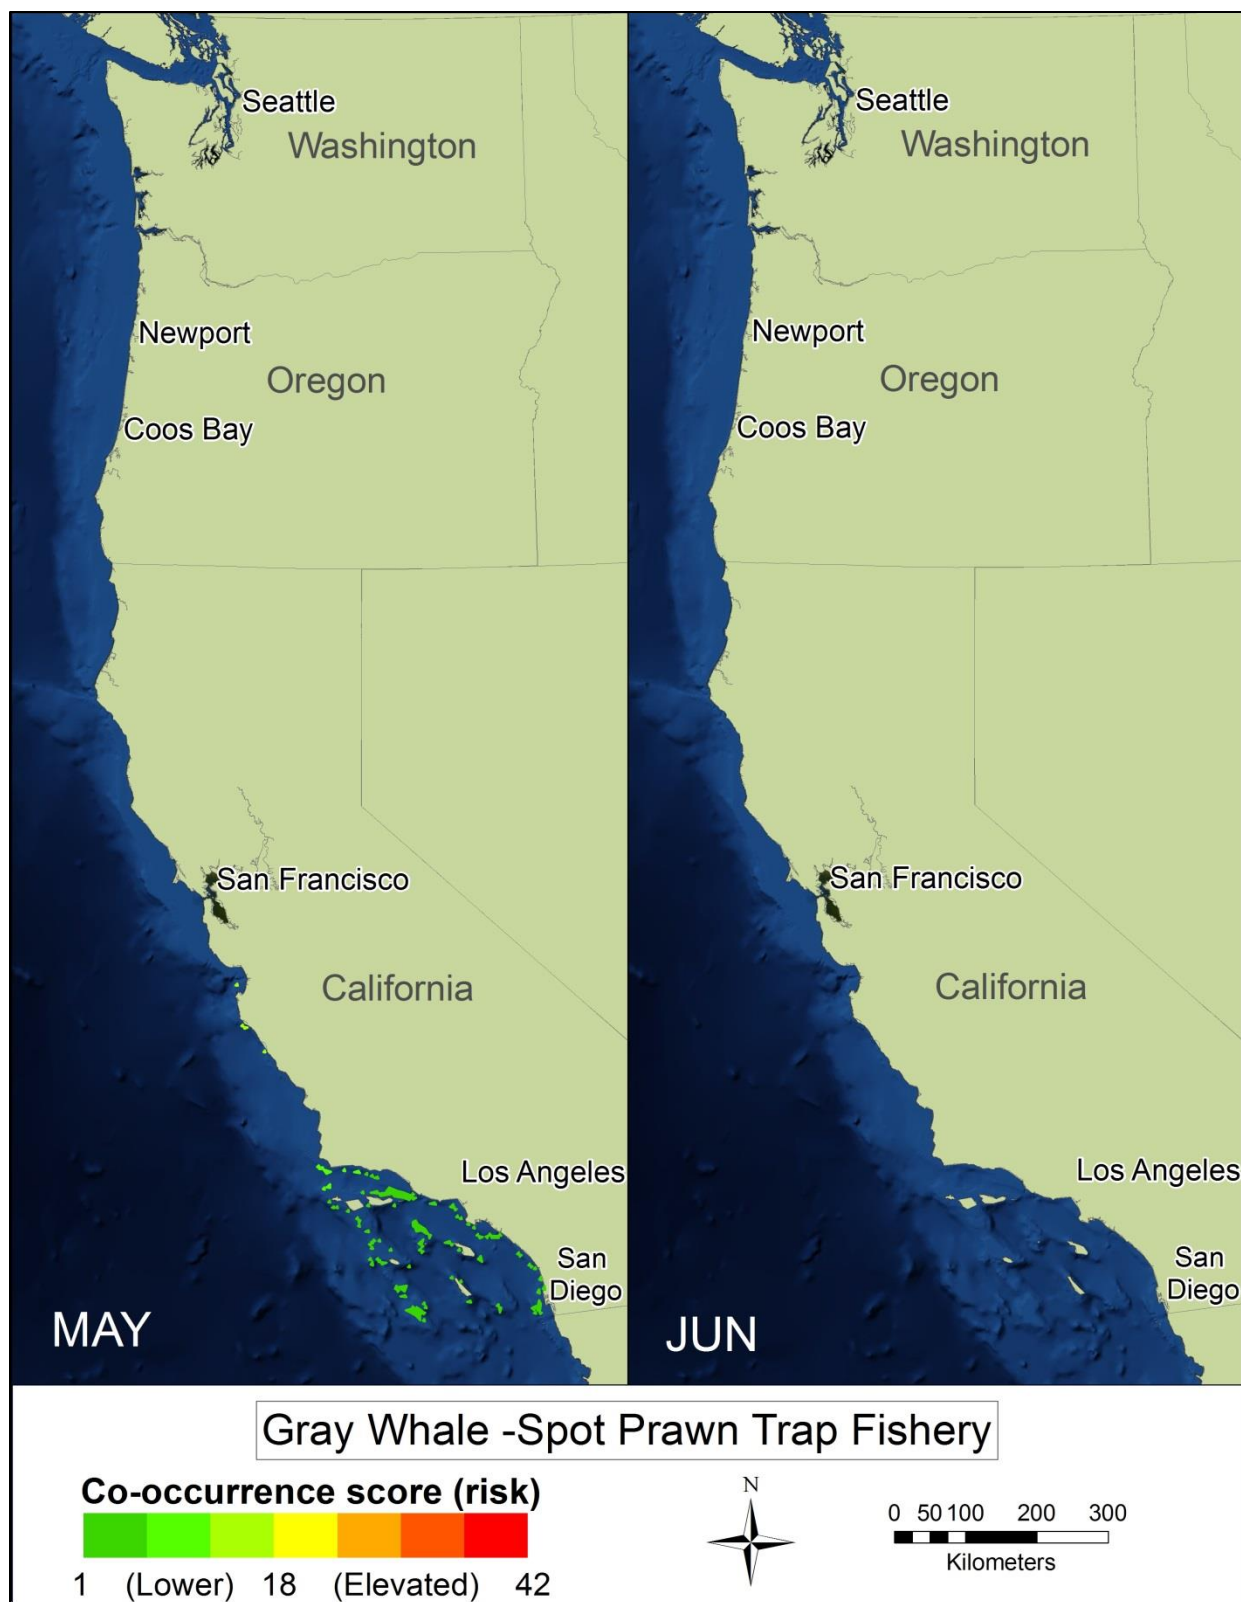 Seattle
Washington
Newport
Oregon
Coos Bay
San Francisco
California
Los Angeles
San
Diego
MAY
Seattle
Washington
Newport
Oregon
Coos Bay
San Francisco
California
Los Angeles
San
Diego
JUN
Gray Whale -Spot Prawn Trap Fishery
Co-occurrence score (risk)
1 (Lower) 18 (Elevated) 42
N
0 50 100 200 300
Kilometers